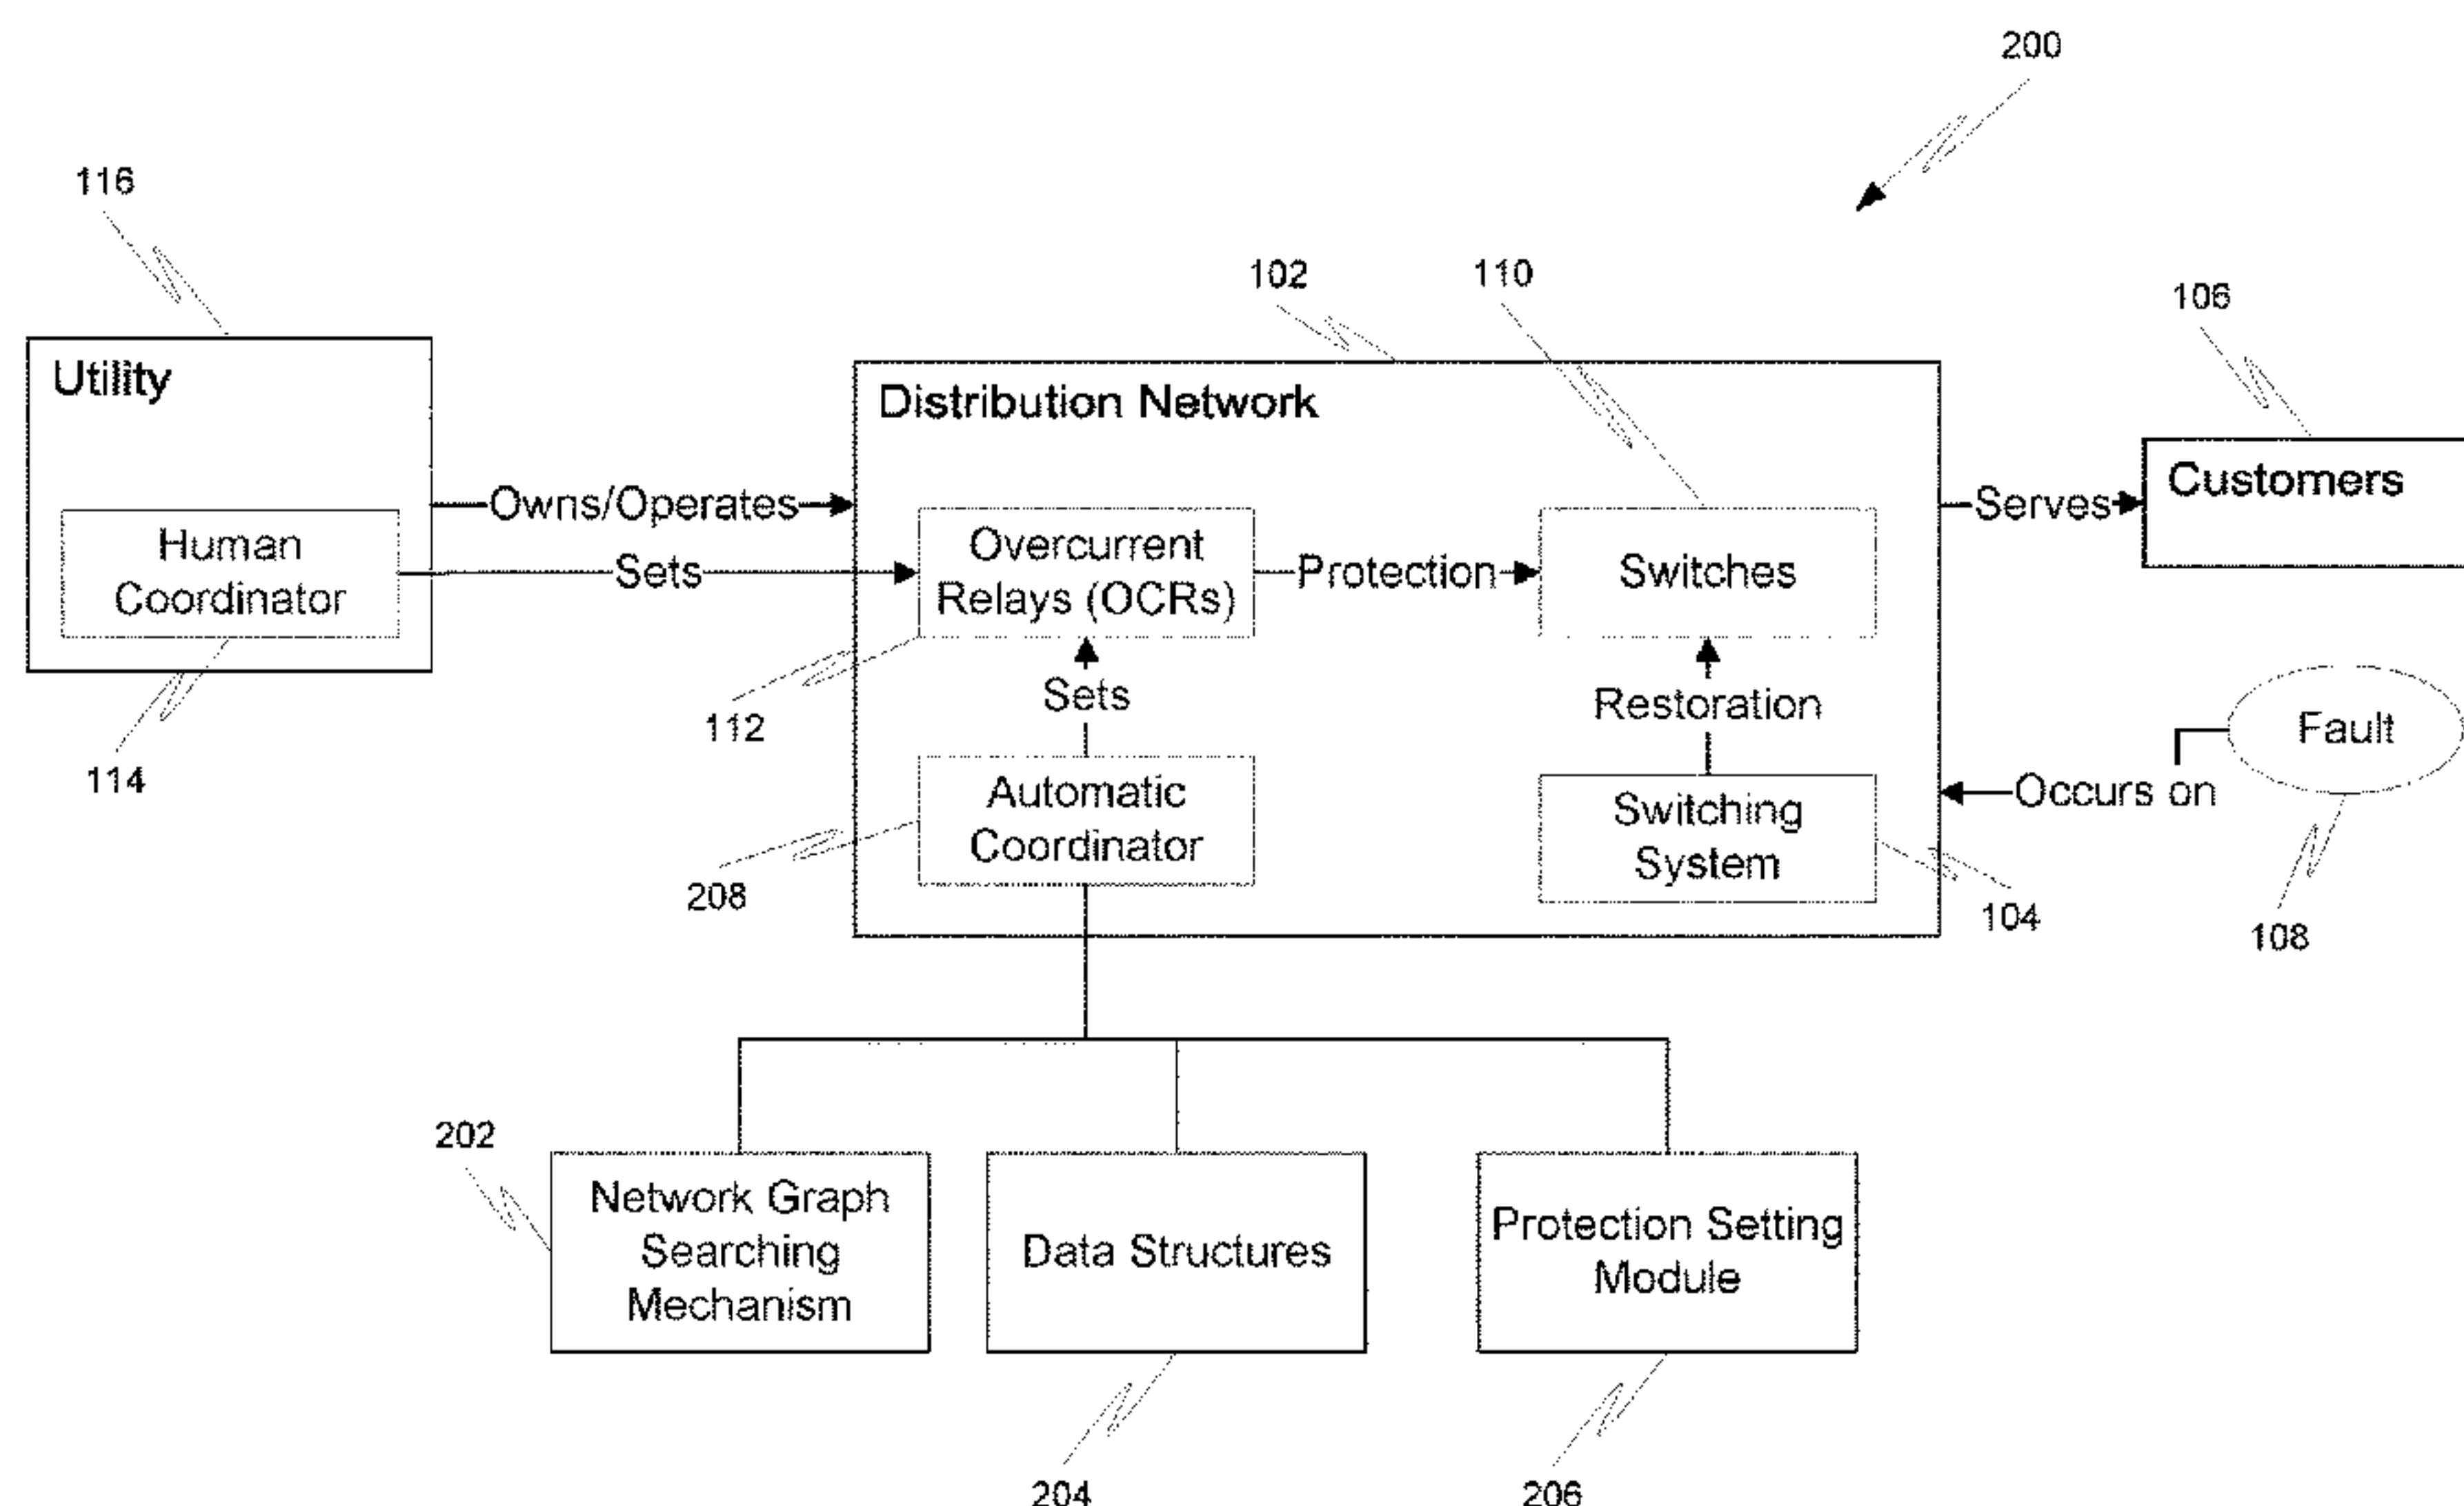 200
116
102
110
106
Utility
Distribution Network
Customers
Owns/Operates
Serves
Human
Coordinator
Sets
Overcurrent
Relays (OCRs)
Protection
Switches
112
Sets
Restoration
Fault
114
Automatic
Coordinator
Switching
System
Occurs on
208
104
108
202
Network Graph
Searching
Mechanism
Data Structures
Protection Setting
Module
204
206